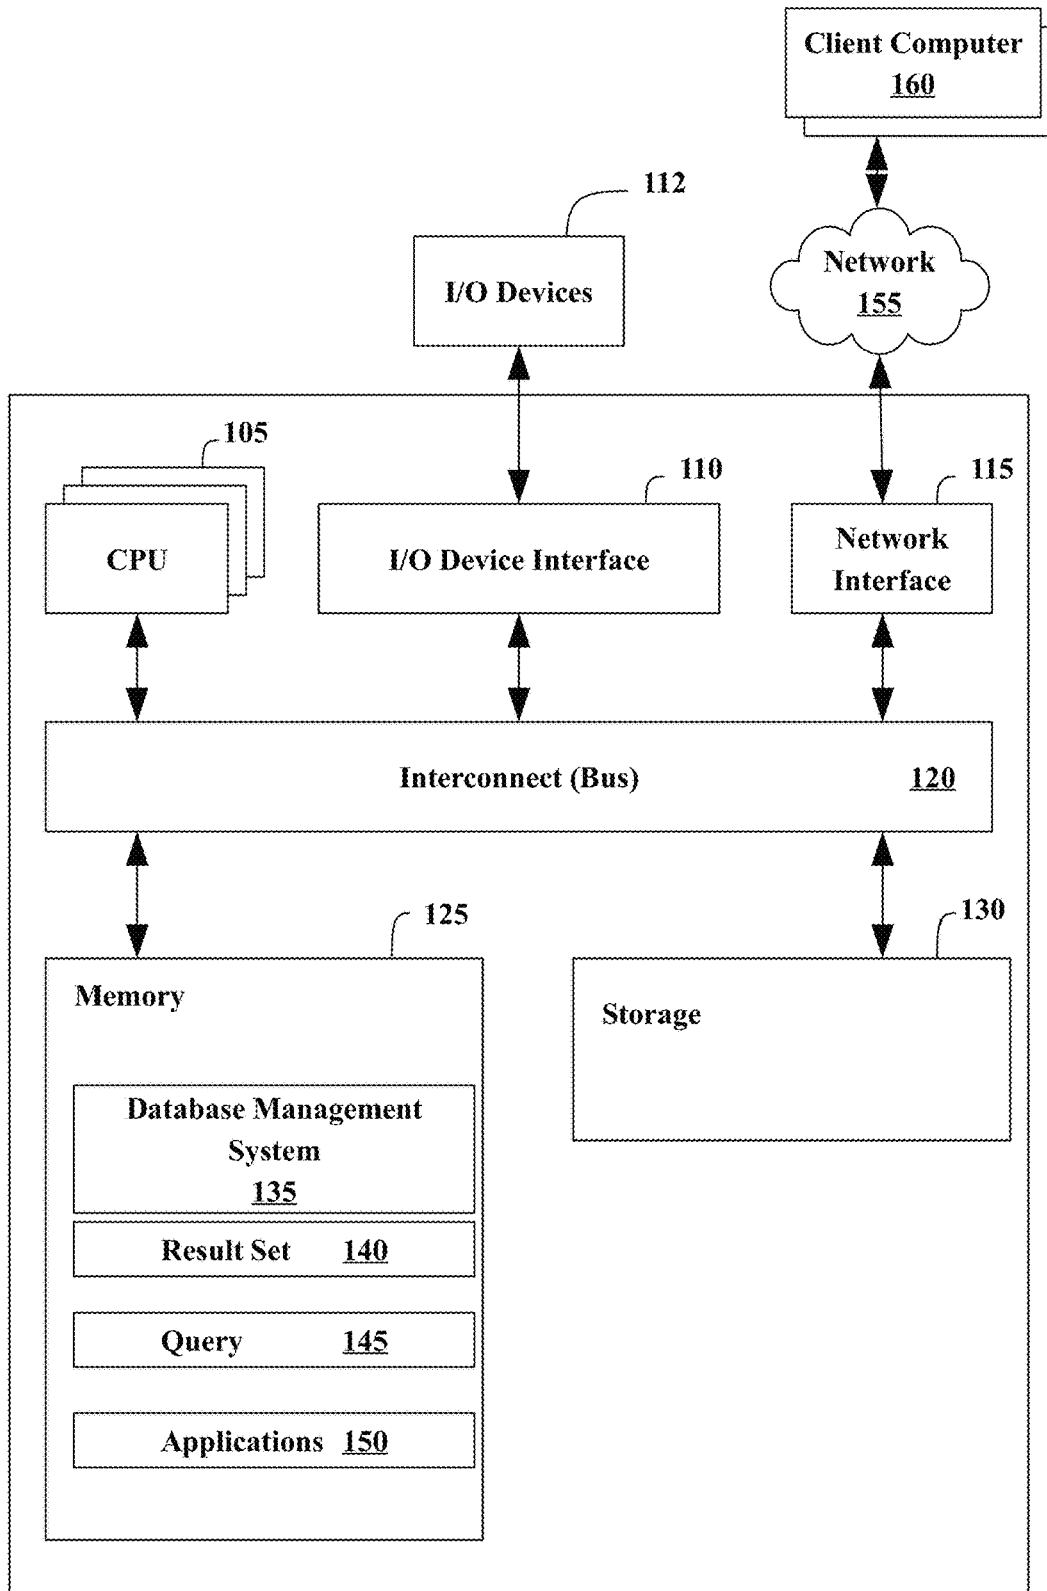 Client Computer
160
112
I/O Devices
Network
155
105
110
115
CPU
I/O Device Interface
Network
Interface
Interconnect (Bus) 120
125
130
Memory
Storage
Database Management
System
135
Result Set 140
Query 145
Applications 150